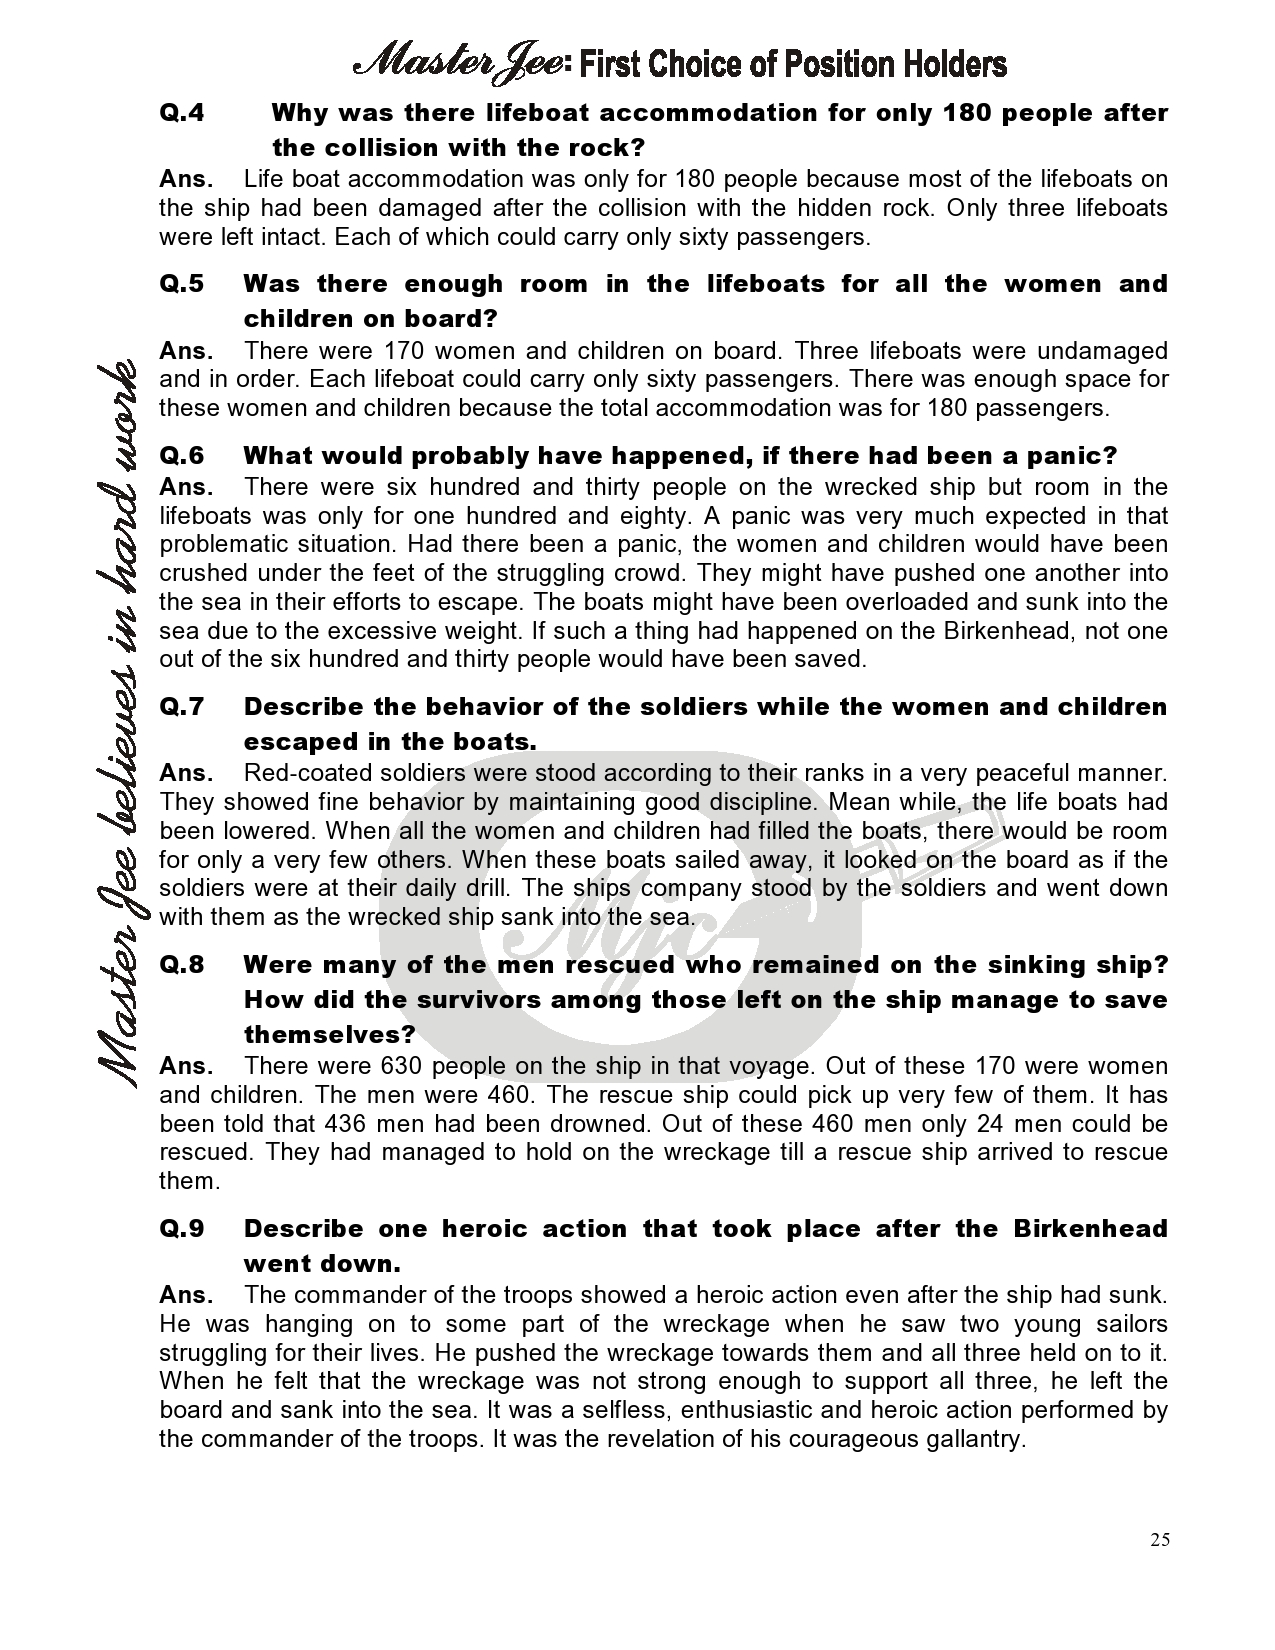 Master Jee: First Choice of Position Holders
Q.4 Why was there lifeboat accommodation for only 180 people after
the collision with the rock?
Ans. Life boat accommodation was only for 180 people because most of the lifeboats on
the ship had been damaged after the collision with the hidden rock. Only three lifeboats
were left intact. Each of which could carry only sixty passengers.
Q.5 Was there enough room in the lifeboats for all the women and
children on board?
Ans. There were 170 women and children on board. Three lifeboats were undamaged
and in order. Each lifeboat could carry only sixty passengers. There was enough space for
these women and children because the total accommodation was for 180 passengers.
Q.6 What would probably have happened, if there had been a panic?
Ans. There were six hundred and thirty people on the wrecked ship but room in the
lifeboats was only for one hundred and eighty. A panic was very much expected in that
problematic situation. Had there been a panic, the women and children would have been
crushed under the feet of the struggling crowd. They might have pushed one another into
the sea in their efforts to escape. The boats might have been overloaded and sunk into the
sea due to the excessive weight. If such a thing had happened on the Birkenhead, not one
out of the six hundred and thirty people would have been saved.
Q.7 Describe the behavior of the soldiers while the women and children
escaped in the boats.
Ans. Red-coated soldiers were stood according to their ranks in a very peaceful manner.
They showed fine behavior by maintaining good discipline. Mean while, the life boats had
been lowered. When all the women and children had filled the boats, there would be room
for only a very few others. When these boats sailed away, it looked on the board as if the
soldiers were at their daily drill. The ships company stood by the soldiers and went down
with them as the wrecked ship sank into the sea.
Q.8 Were many of the men rescued who remained on the sinking ship?
How did the survivors among those left on the ship manage to save
themselves?
Ans. There were 630 people on the ship in that voyage. Out of these 170 were women
and children. The men were 460. The rescue ship could pick up very few of them. It has
been told that 436 men had been drowned. Out of these 460 men only 24 men could be
rescued. They had managed to hold on the wreckage till a rescue ship arrived to rescue
them.
Q.9 Describe one heroic action that took place after the Birkenhead
went down.
Ans. The commander of the troops showed a heroic action even after the ship had sunk.
He was hanging on to some part of the wreckage when he saw two young sailors
struggling for their lives. He pushed the wreckage towards them and all three held on to it.
When he felt that the wreckage was not strong enough to support all three, he left the
board and sank into the sea. It was a selfless, enthusiastic and heroic action performed by
the commander of the troops. It was the revelation of his courageous gallantry.
Master Jee believes in hard work
Mjc
25